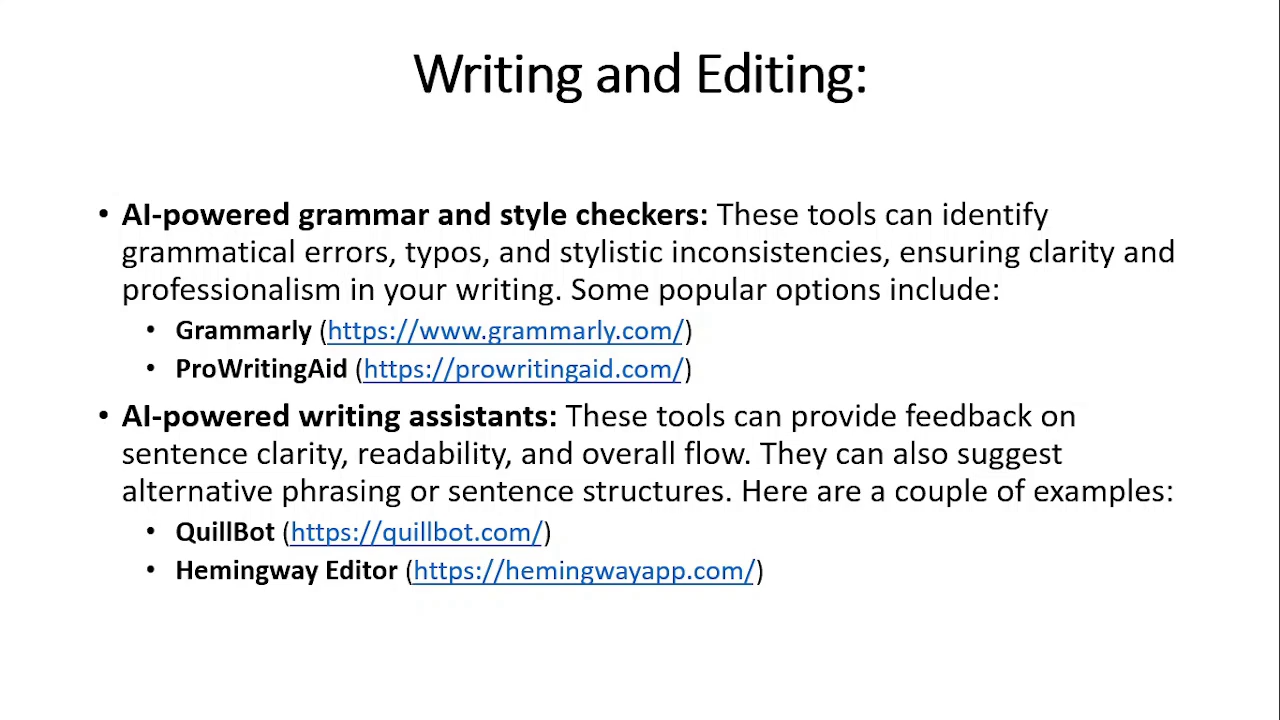 Writing and Editing:
• AI-powered grammar and style checkers: These tools can identify
grammatical errors, typos, and stylistic inconsistencies, ensuring clarity and
professionalism in your writing. Some popular options include:
• Grammarly (https://www.grammarly.com/)
• ProWritingAid (https://prowritingaid.com/)
• AI-powered writing assistants: These tools can provide feedback on
sentence clarity, readability, and overall flow. They can also suggest
alternative phrasing or sentence structures. Here are a couple of examples:
• QuillBot (https://quillbot.com/)
• Hemingway Editor (https://hemingwayapp.com/)